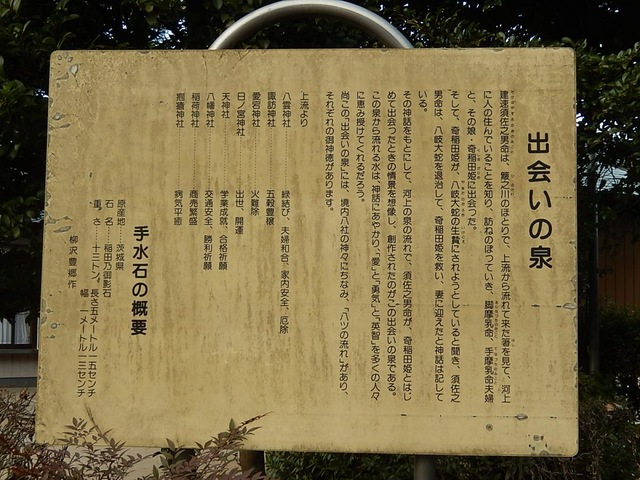 出会いの泉
建速須佐之男命は、簸之川のほとりで、上流から流れて来た箸を見て、河上
に人の住んでいることを知り、訪ねのぼっていき、脚摩乳命、手摩乳命夫婦
と、その娘・奇稲田姫に出会った。
そして、奇稲田姫が、八岐大蛇の生贄にされようとしていると聞き、須佐之
男命は、八岐大蛇を退治して、奇稲田姫を救い、妻に迎えたと神話は記して
いる。
その神話をもとにして、河上の泉の流れで、須佐之男命が、奇稲田姫とはじ
めて出会ったときの情景を想像し、創作されたのがこの出会いの泉である。
この泉から流れる水は、神話にあやかり、「愛」と「勇気」と「英智」を多くの人々
に恵み授けてくれるだろう。
尚この「出会いの泉」には、境内八社の神々にちなみ、「八ツの流れ」があり、
それぞれの御神徳があります。
上流より
八雲神社………縁結び、夫婦和合、家内安全、厄除
諏訪神社………五穀豊穣
愛宕神社………火難除
日ノ宮神社………出世、開運
天神社………学業成就、合格祈願
八幡神社………交通安全、勝利祈願
稲荷神社………商売繁盛
疱瘡神社………病気平癒
手水石の概要
原産地　茨城県
石　名……稲田乃御影石
重　さ……十三トン、長さ五メートル一五センチ
幅　一メートル一三センチ
柳沢豊郷作